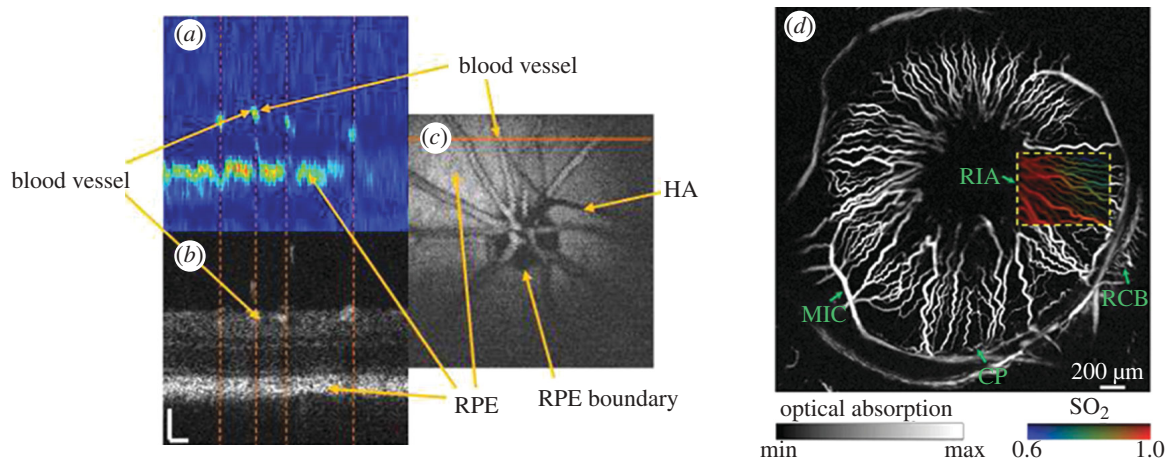 (a)
blood vessel
(c)
blood vessel
HA
(b)
RPE
RPE boundary
(d)
RIA
MIC
RCB
CP
200 µm
optical absorption
min
max
SO₂
0.6
1.0